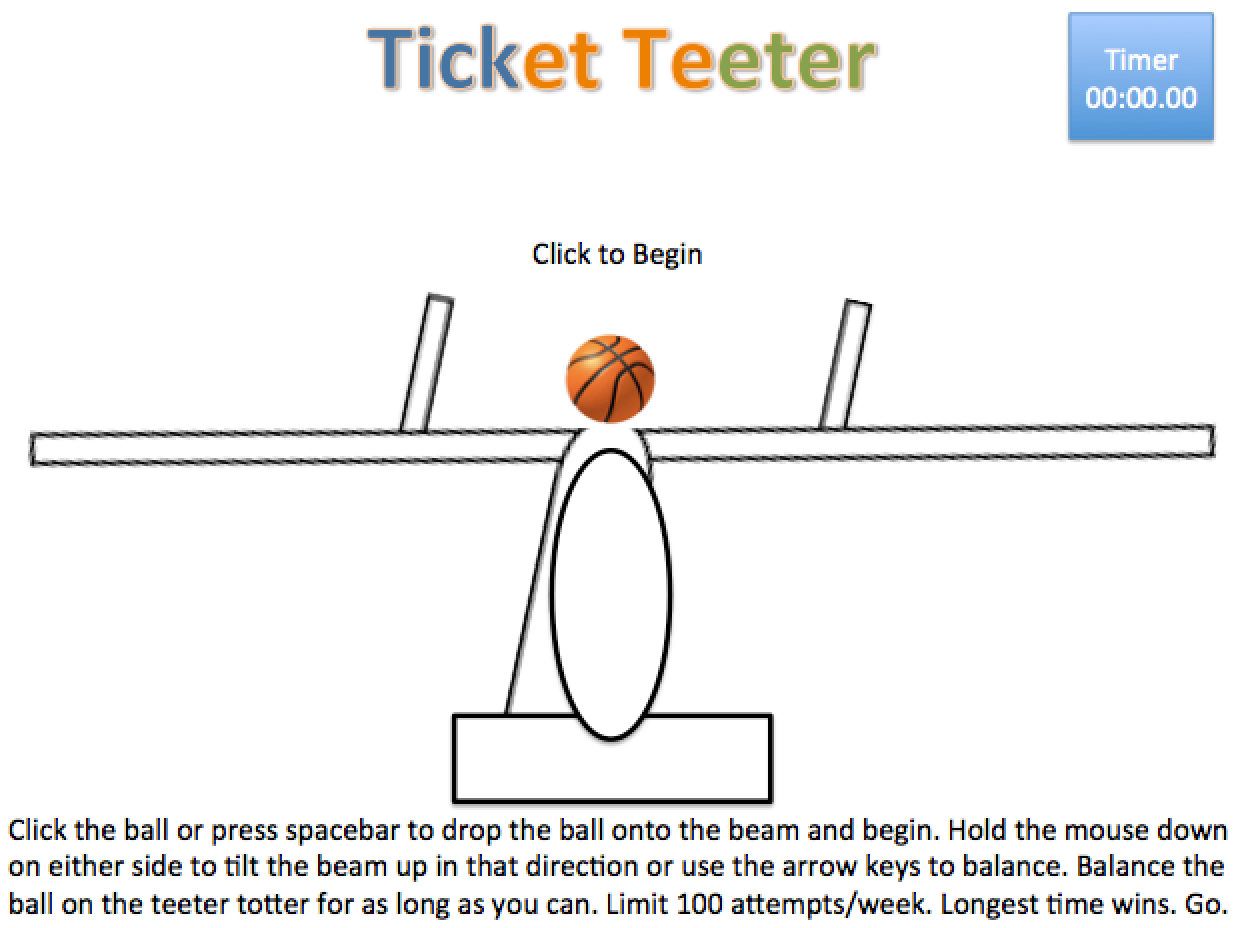 Ticket Teeter
Timer
00:00.00
Click to Begin
Click the ball or press spacebar to drop the ball onto the beam and begin. Hold the mouse down
on either side to tilt the beam up in that direction or use the arrow keys to balance. Balance the
ball on the teeter totter for as long as you can. Limit 100 attempts/week. Longest time wins. Go.